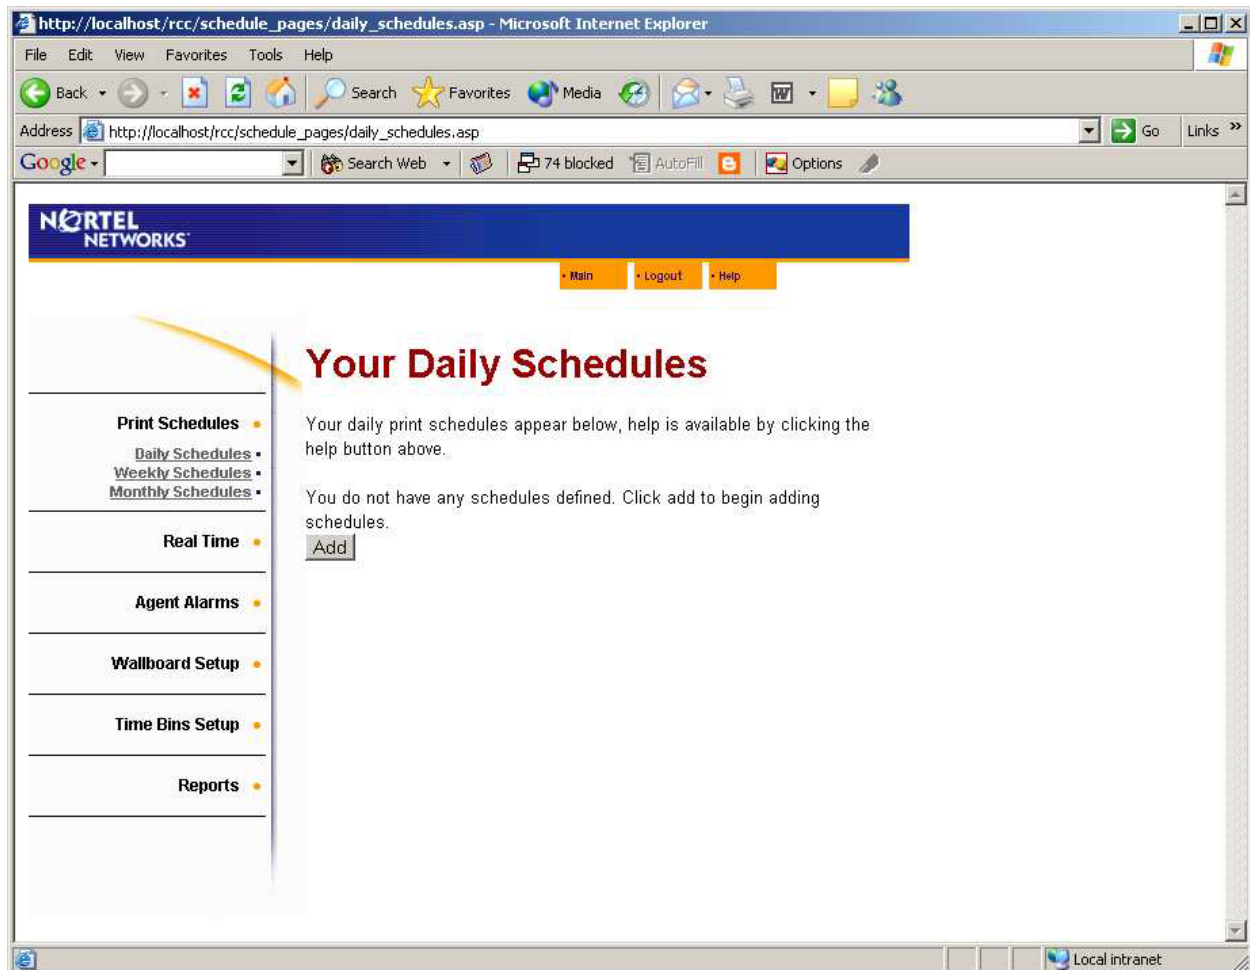 http://localhost/rcc/schedule_pages/daily_schedules.asp - Microsoft Internet Explorer
File Edit View Favorites Tools Help
Back Search Favorites Media
Address http://localhost/rcc/schedule_pages/daily_schedules.asp Go Links »
Google Search Web 74 blocked AutoFill Options
NORTEL
NETWORKS
• Main • Logout • Help
Your Daily Schedules
Print Schedules
Daily Schedules
Weekly Schedules
Monthly Schedules
Real Time
Agent Alarms
Wallboard Setup
Time Bins Setup
Reports
Your daily print schedules appear below, help is available by clicking the
help button above.
You do not have any schedules defined. Click add to begin adding
schedules.
Add
Local intranet